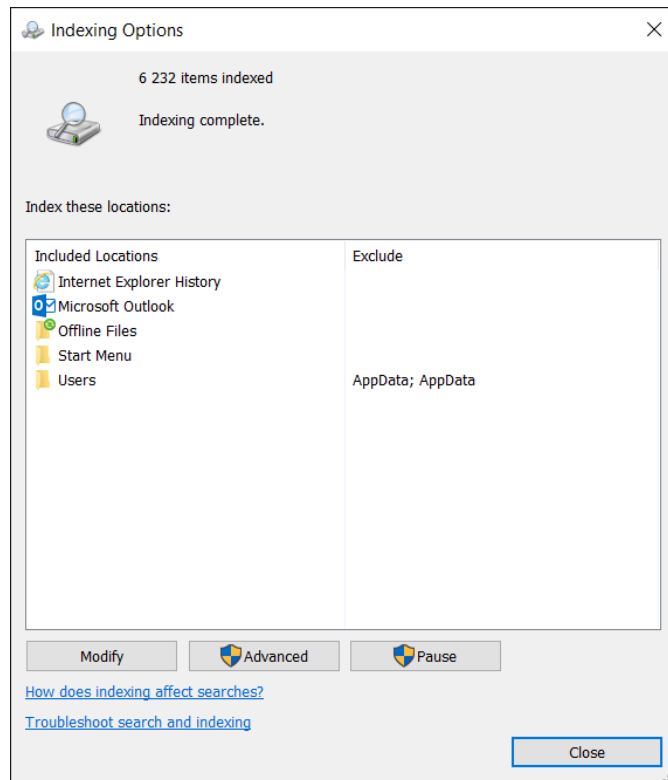 Indexing Options
6 232 items indexed
Indexing complete.
Index these locations:
Included Locations Exclude
Internet Explorer History
Microsoft Outlook
Offline Files
Start Menu
Users AppData; AppData
Modify Advanced Pause
How does indexing affect searches?
Troubleshoot search and indexing
Close